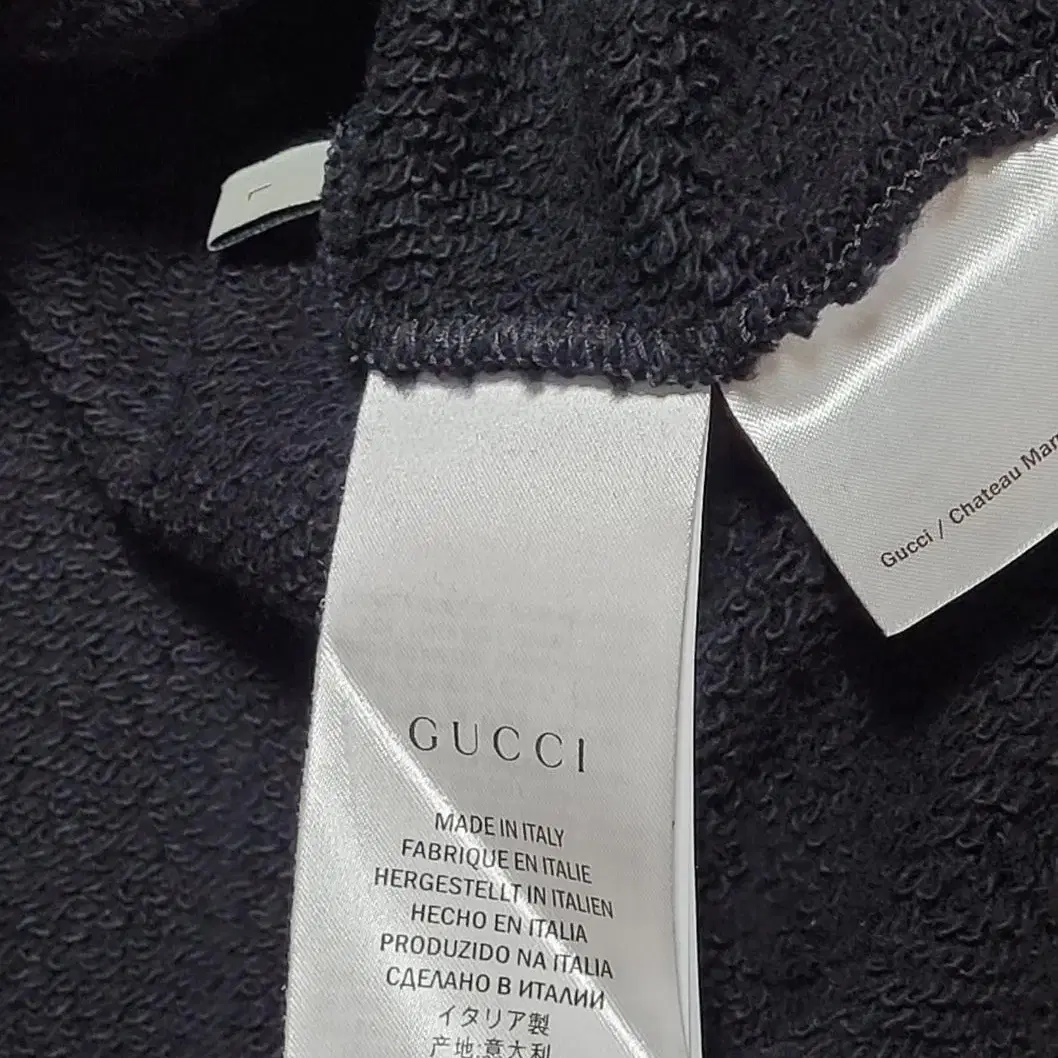 L
Gucci / Chateau Mar
GUCCI
MADE IN ITALY
FABRIQUE EN ITALIE
HERGESTELLT IN ITALIEN
HECHO EN ITALIA
PRODUZIDO NA ITALIA
СДЕЛАНО В ИТАЛИИ
イタリア製
产地:意大利